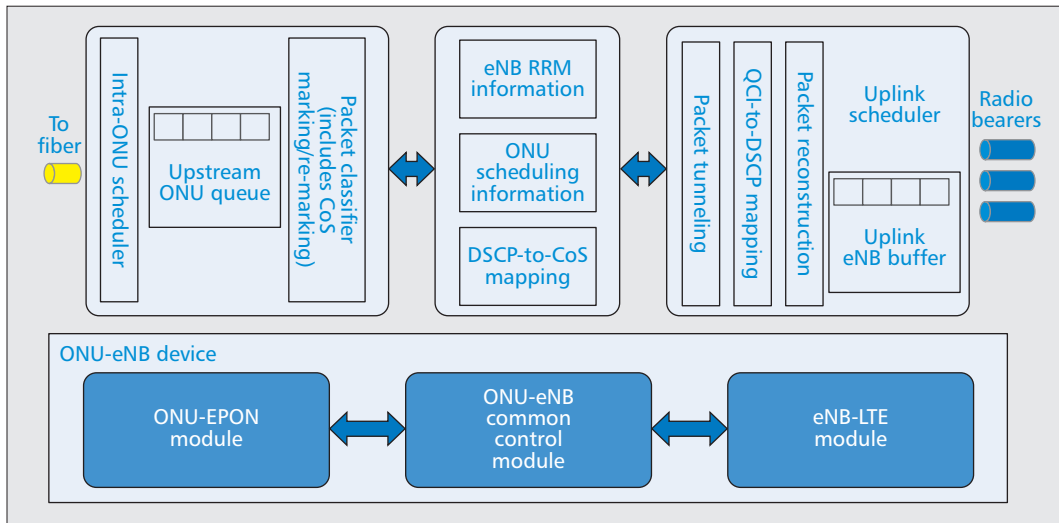 To
fiber
Intra-ONU scheduler
Upstream
ONU queue
Packet classifier
(includes CoS
marking/re-marking)
eNB RRM
information
ONU
scheduling
information
DSCP-to-CoS
mapping
Packet tunneling
QCI-to-DSCP mapping
Packet reconstruction
Uplink
scheduler
Uplink
eNB buffer
Radio
bearers
ONU-eNB device
ONU-EPON
module
ONU-eNB
common
control
module
eNB-LTE
module